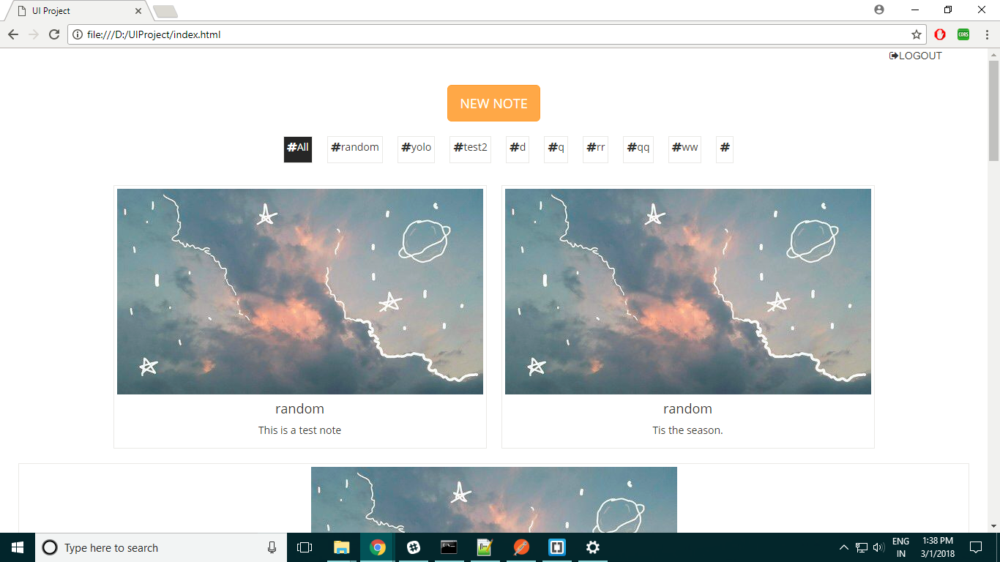 UI Project
file:///D:/UIProject/index.html
CORS
LOGOUT
NEW NOTE
#All #random #yolo #test2 #d #q #rr #qq #ww #
random random
This is a test note Tis the season.
Type here to search
ENG 1:38 PM
IN 3/1/2018